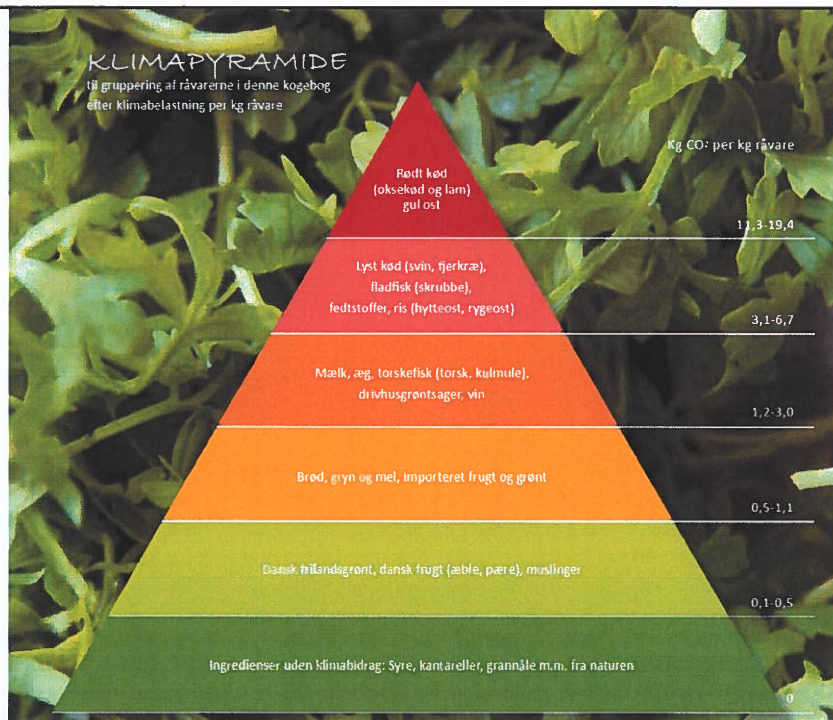 KLIMAPYRAMIDE
til gruppering af råvarerne i denne kogebog
efter klimabelastning per kg råvare
Kg CO² per kg råvare
Rødt kød
(oksekød og lam)
gul ost
11,3-19,4
Lyst kød (svin, fjerkræ),
fladfisk (skrubbe),
fedtstoffer, ris (hytteost, rygeost)
3,1-6,7
Mælk, æg, torskefisk (torsk, kulmule),
drivhusgrøntsager, vin
1,2-3,0
Brød, gryn og mel, importeret frugt og grønt
0,5-1,1
Dansk frilandsgrønt, dansk frugt (æble, pære), muslinger
0,1-0,5
Ingredienser uden klimabidrag: Syre, kantareller, grannåle m.m. fra naturen
0